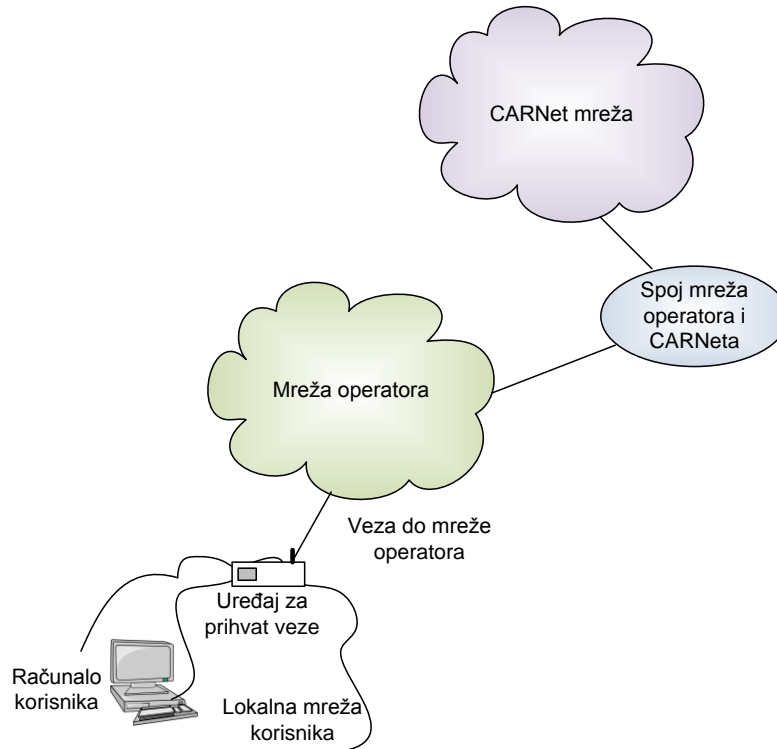 CARNet mreža
Spoj mreža
operatora i
CARNeta
Mreža operatora
Veza do mreže
operatora
Uređaj za
prihvat veze
Računalo
korisnika
Lokalna mreža
korisnika